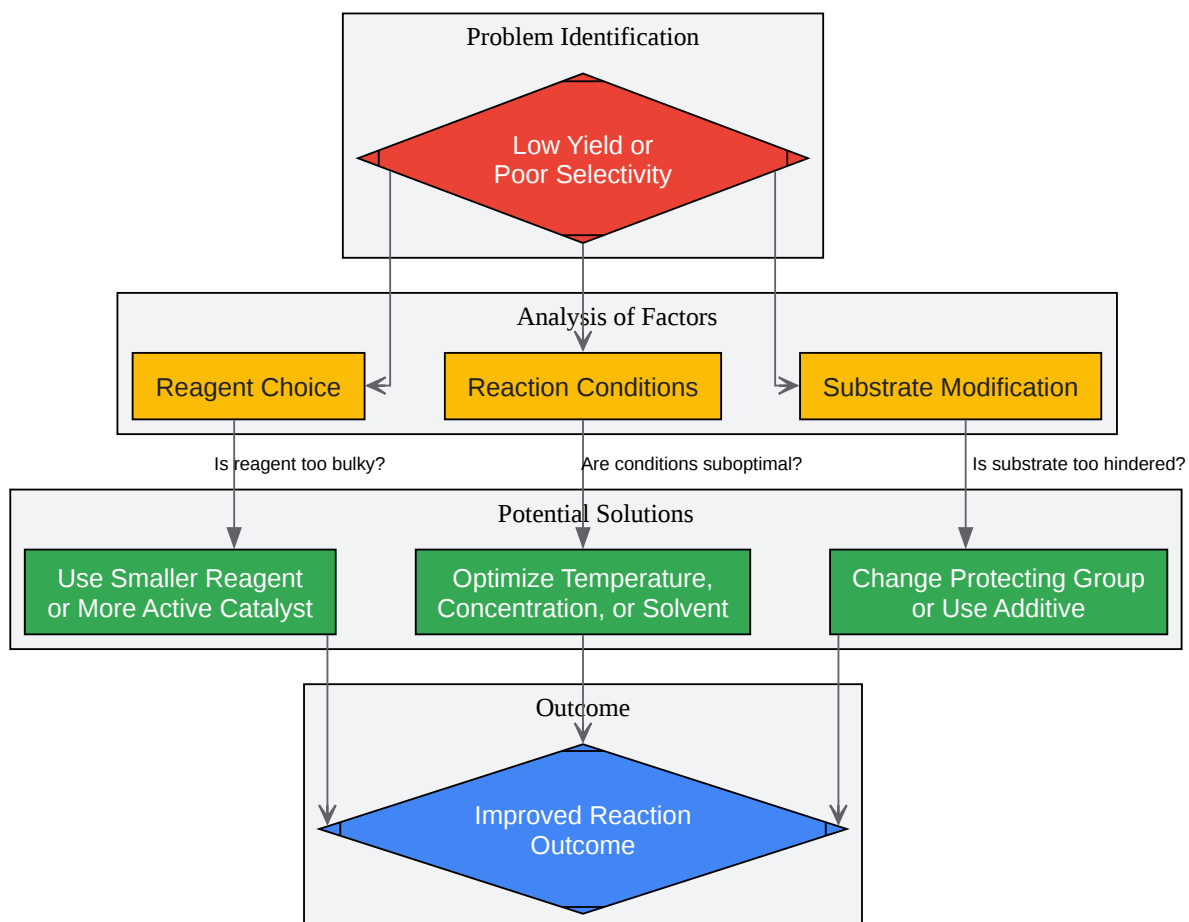 Problem Identification
Low Yield or
Poor Selectivity
Analysis of Factors
Reagent Choice
Reaction Conditions
Substrate Modification
Is reagent too bulky?
Are conditions suboptimal?
Is substrate too hindered?
Potential Solutions
Use Smaller Reagent
or More Active Catalyst
Optimize Temperature,
Concentration, or Solvent
Change Protecting Group
or Use Additive
Outcome
Improved Reaction
Outcome